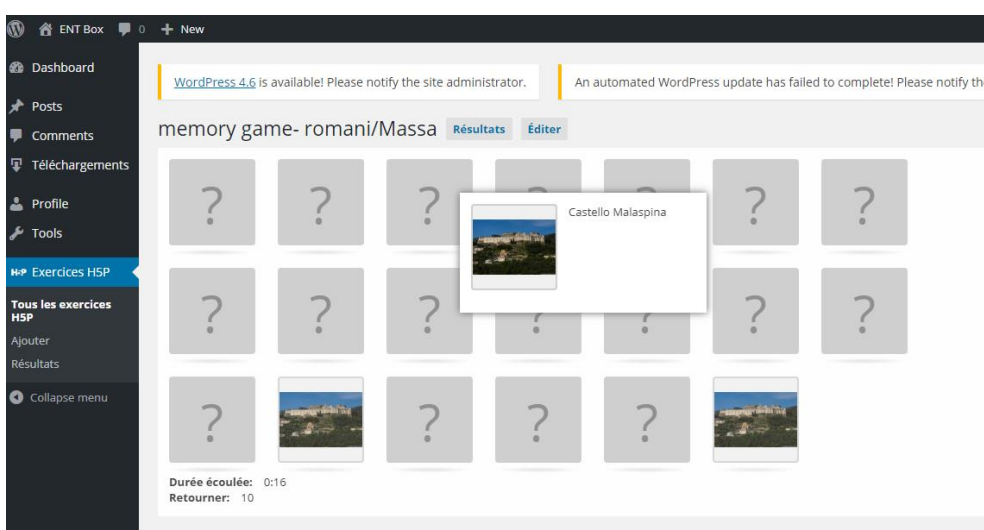 ENT Box 0 + New
Dashboard
Posts
Comments
Téléchargements
Profile
Tools
H5P Exercices H5P
Tous les exercices
H5P
Ajouter
Résultats
Collapse menu
WordPress 4.6 is available! Please notify the site administrator.
An automated WordPress update has failed to complete! Please notify
memory game- romani/Massa Résultats Éditer
? ? ? ? ? ?
Castello Malaspina
? ? ? ? ? ? ?
? ? ? ?
Durée écoulée: 0:16
Retourner: 10